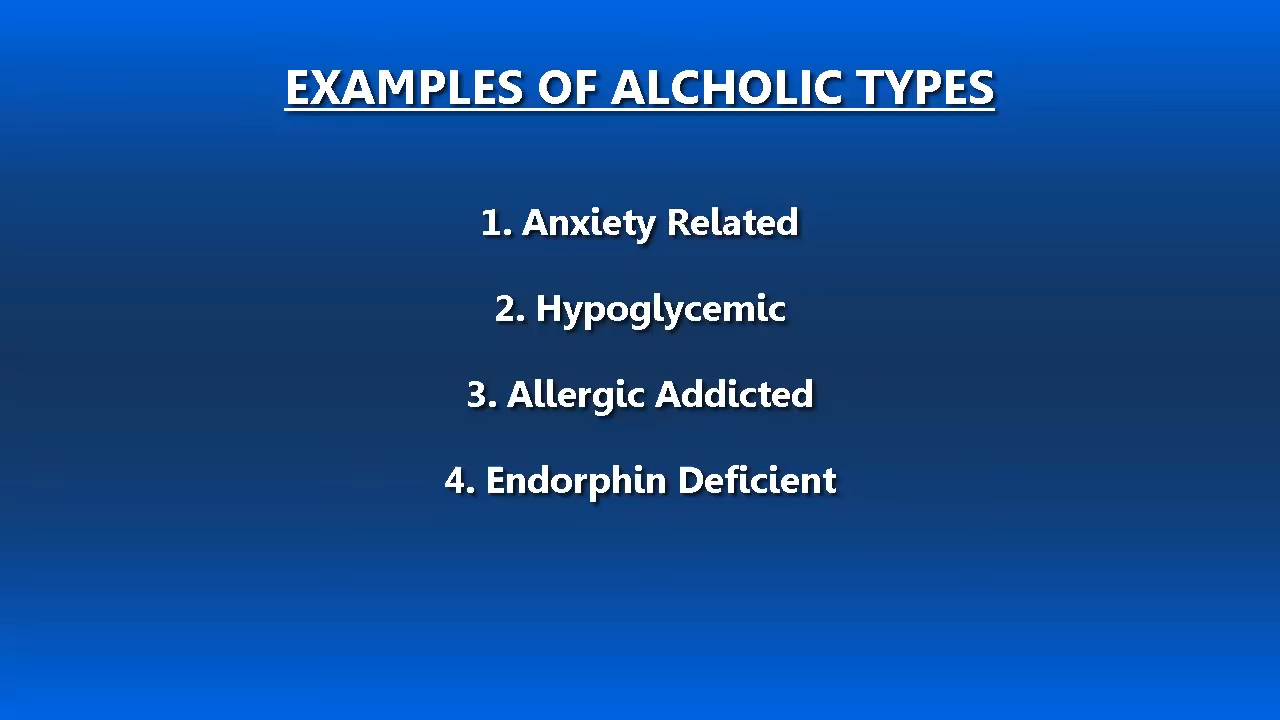 EXAMPLES OF ALCHOLIC TYPES
1. Anxiety Related
2. Hypoglycemic
3. Allergic Addicted
4. Endorphin Deficient